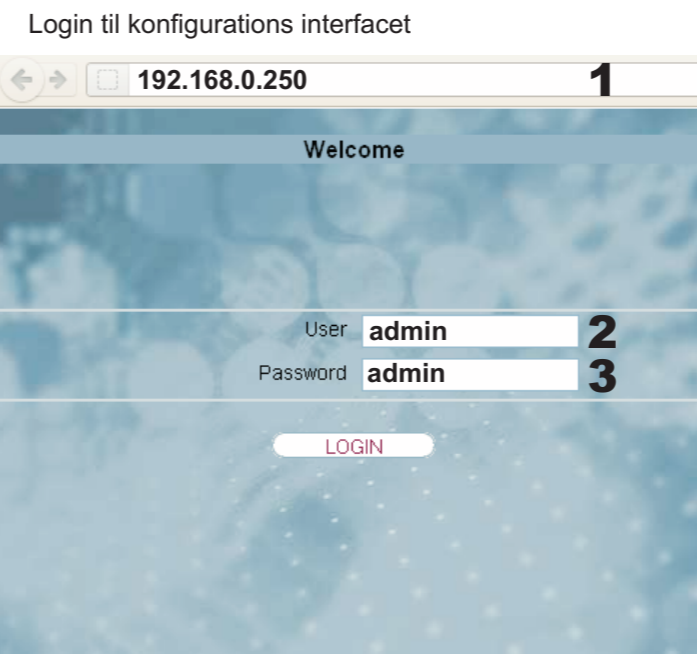 Login til konfigurations interfacet
192.168.0.250 1
Welcome
User admin 2
Password admin 3
LOGIN